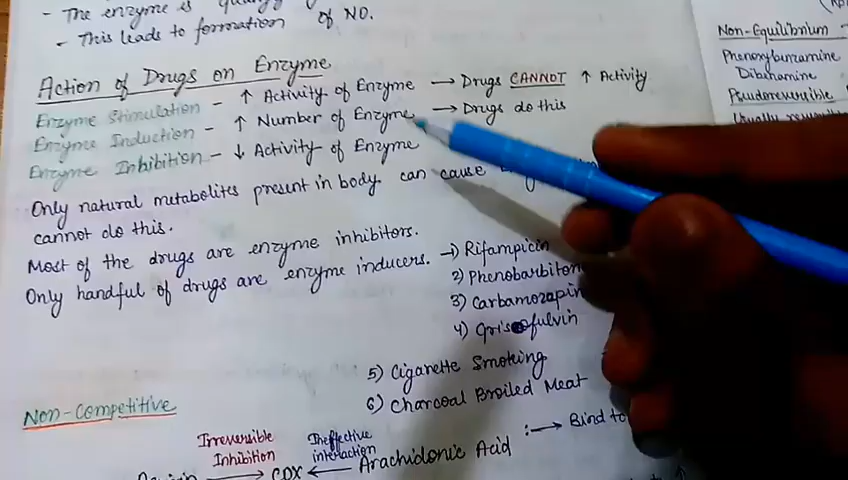 - The enzyme is
- This leads to formation of NO.
Action of Drugs on Enzyme
Enzyme Stimulation - ↑ Activity of Enzyme → Drugs CANNOT ↑ Activity
Enzyme Induction - ↑ Number of Enzyme → Drugs do this
Enzyme Inhibition - ↓ Activity of Enzyme
Only natural metabolites present in body can cause
cannot do this.
Most of the drugs are enzyme inhibitors.
Only handful of drugs are enzyme inducers. → 1) Rifampicin
2) Phenobarbiton
3) Carbamozapin
4) Grisofulvin
5) Cigarette Smoking
6) Charcoal Broiled Meat
Non-Competitive
Irreversible Inhibition
Ineffective interaction
COX ← Arachidonic Acid :→ Bind to
Non-Equilibrium
Phenoxybenzamine
Dibenamine
Pseudoreversible
Usually